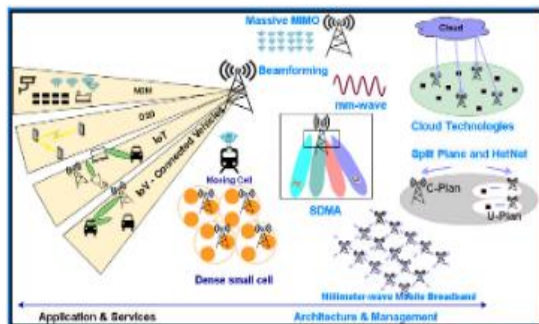 Massive MIMO
Beamforming
mm-wave
Cloud
Cloud Technologies
Split Plane and HetNet
C-Plan
U-Plan
D2D
IoT
IoV - Connected Vehicles
Moving Cell
SDMA
Dense small cell
Millimeter-wave Mobile Broadband
Application & Services
Architecture & Management